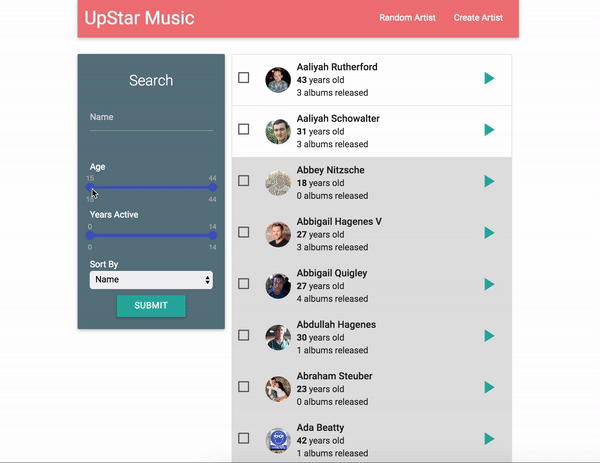 UpStar Music
Random Artist
Create Artist
Search
Name
Age
15 44
44
Years Active
0 14
0 14
Sort By
Name
SUBMIT
Aaliyah Rutherford
43 years old
3 albums released
Aaliyah Schowalter
31 years old
3 albums released
Abbey Nitzsche
18 years old
0 albums released
Abbigail Hagenes V
27 years old
3 albums released
Abbigail Quigley
27 years old
4 albums released
Abdullah Hagenes
30 years old
1 albums released
Abraham Steuber
23 years old
0 albums released
Ada Beatty
42 years old
1 albums released